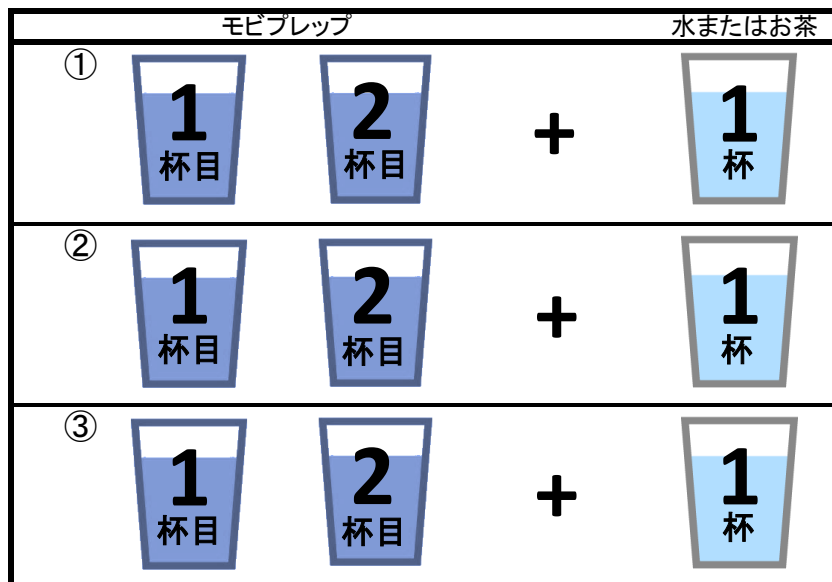 モビプレップ 水またはお茶
①
1 2 + 1
杯目 杯目 杯
②
1 2 + 1
杯目 杯目 杯
③
1 2 + 1
杯目 杯目 杯